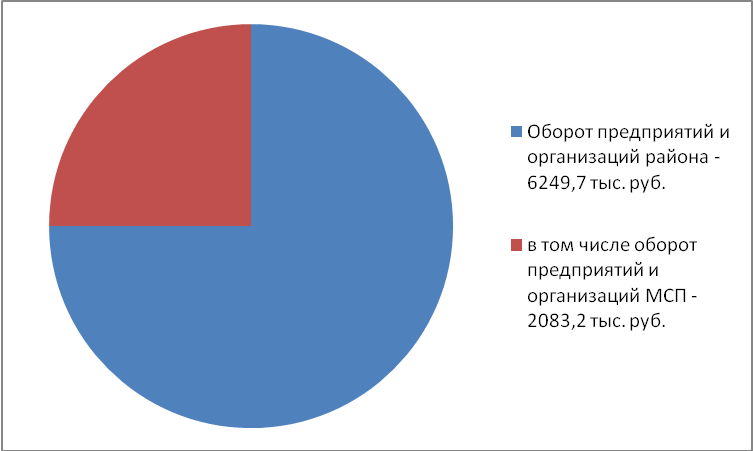 Оборот предприятий и
организаций района -
6249,7 тыс. руб.
в том числе оборот
предприятий и
организаций МСП -
2083,2 тыс. руб.